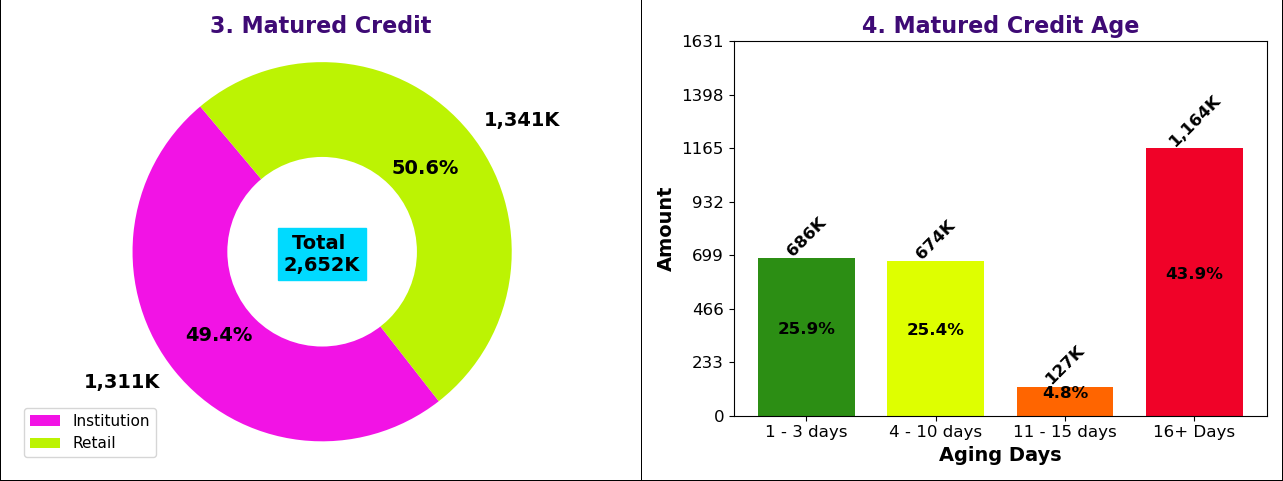 3. Matured Credit
1,341K
50.6%
Total
2,652K
49.4%
1,311K
Institution
Retail
4. Matured Credit Age
Amount
1631
1398
1165
932
699
466
233
0
686K
674K
127K
1,164K
25.9%
25.4%
4.8%
43.9%
1 - 3 days
4 - 10 days
11 - 15 days
16+ Days
Aging Days